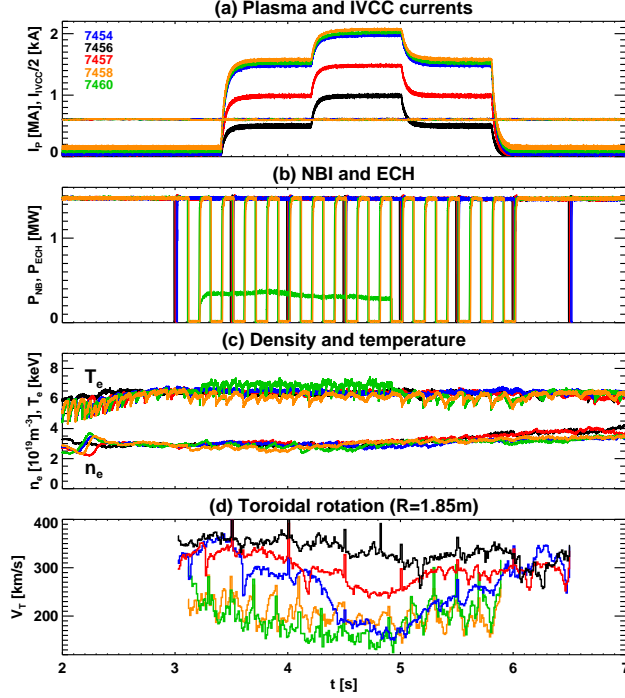 (a) Plasma and IVCC currents
I_P [MA], I_IVCC/2 [kA]
2
1
0
7454
7456
7457
7458
7460
(b) NBI and ECH
P_NB, P_ECH [MW]
1
0
(c) Density and temperature
n_e [10^19 m^-3], T_e [keV]
8
6
4
2
0
T_e
n_e
(d) Toroidal rotation (R=1.85m)
V_T [km/s]
400
300
200
2 3 4 5 6 7
t [s]